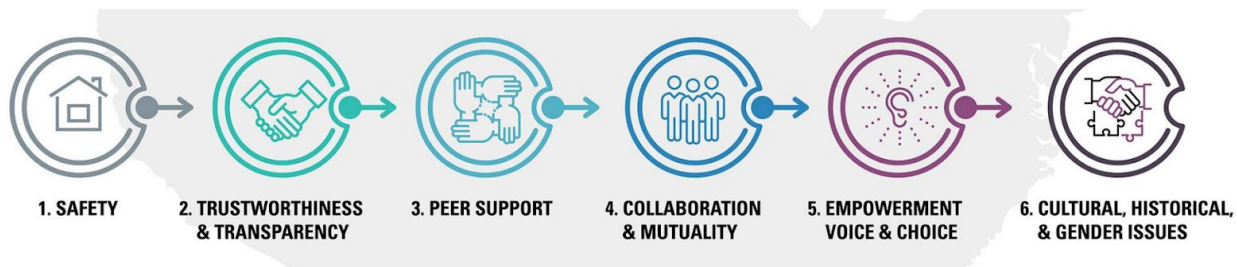 1. SAFETY
2. TRUSTWORTHINESS
& TRANSPARENCY
3. PEER SUPPORT
4. COLLABORATION
& MUTUALITY
5. EMPOWERMENT
VOICE & CHOICE
6. CULTURAL, HISTORICAL,
& GENDER ISSUES